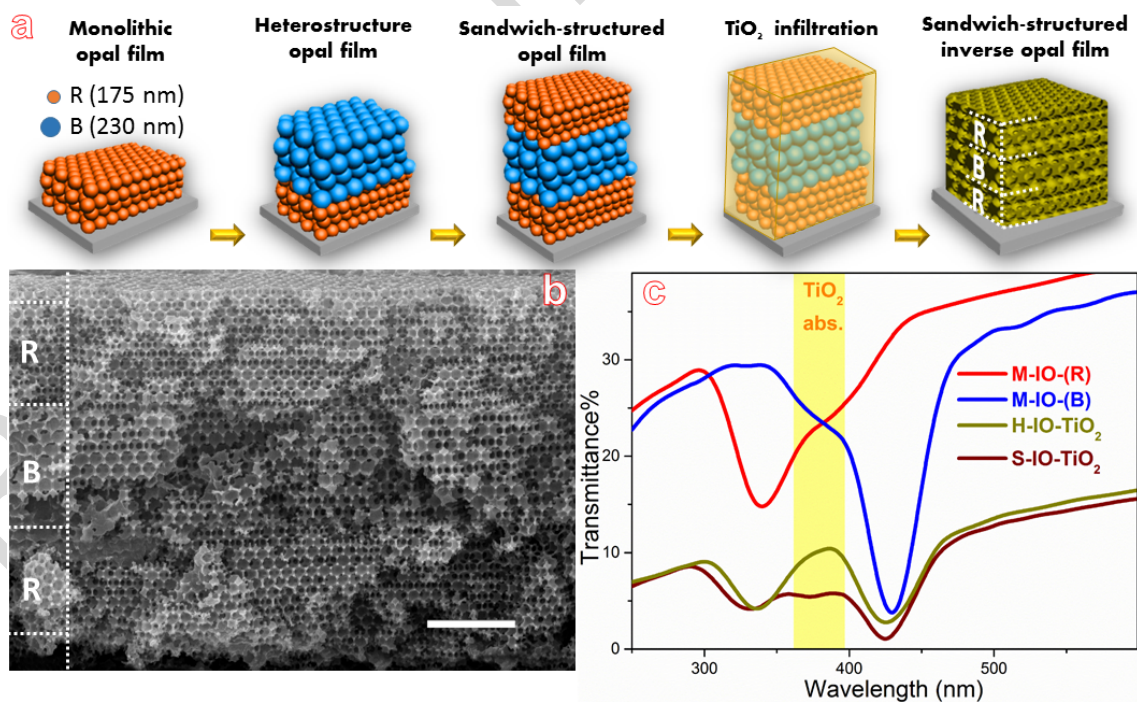 a
Monolithic
opal film
Heterostructure
opal film
Sandwich-structured
opal film
TiO₂ infiltration
Sandwich-structured
inverse opal film
R (175 nm)
B (230 nm)
R
B
R
b
R
B
R
c
TiO₂
abs.
M-IO-(R)
M-IO-(B)
H-IO-TiO₂
S-IO-TiO₂
Transmittance%
30
20
10
0
300
400
500
Wavelength (nm)